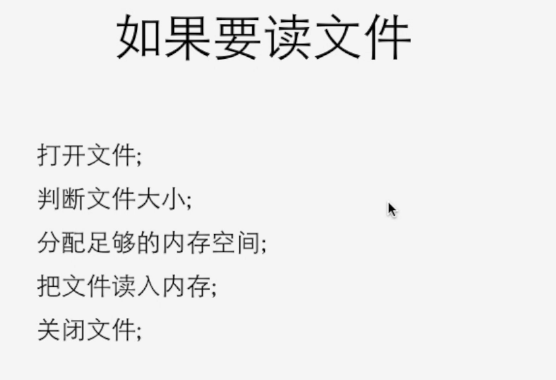 如果要读文件
打开文件;
判断文件大小;
分配足够的内存空间;
把文件读入内存;
关闭文件;